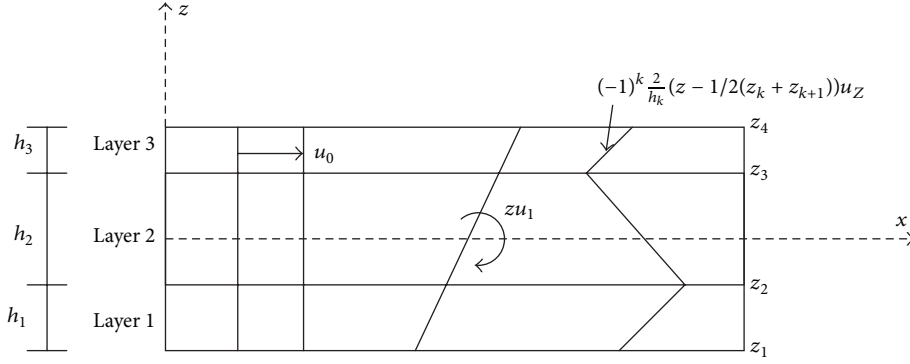 z
(-1)^k 2/h_k (z - 1/2(z_k + z_{k+1}))u_Z
h_3
Layer 3
u_0
z_4
z_3
zu_1
x
h_2
Layer 2
z_2
h_1
Layer 1
z_1